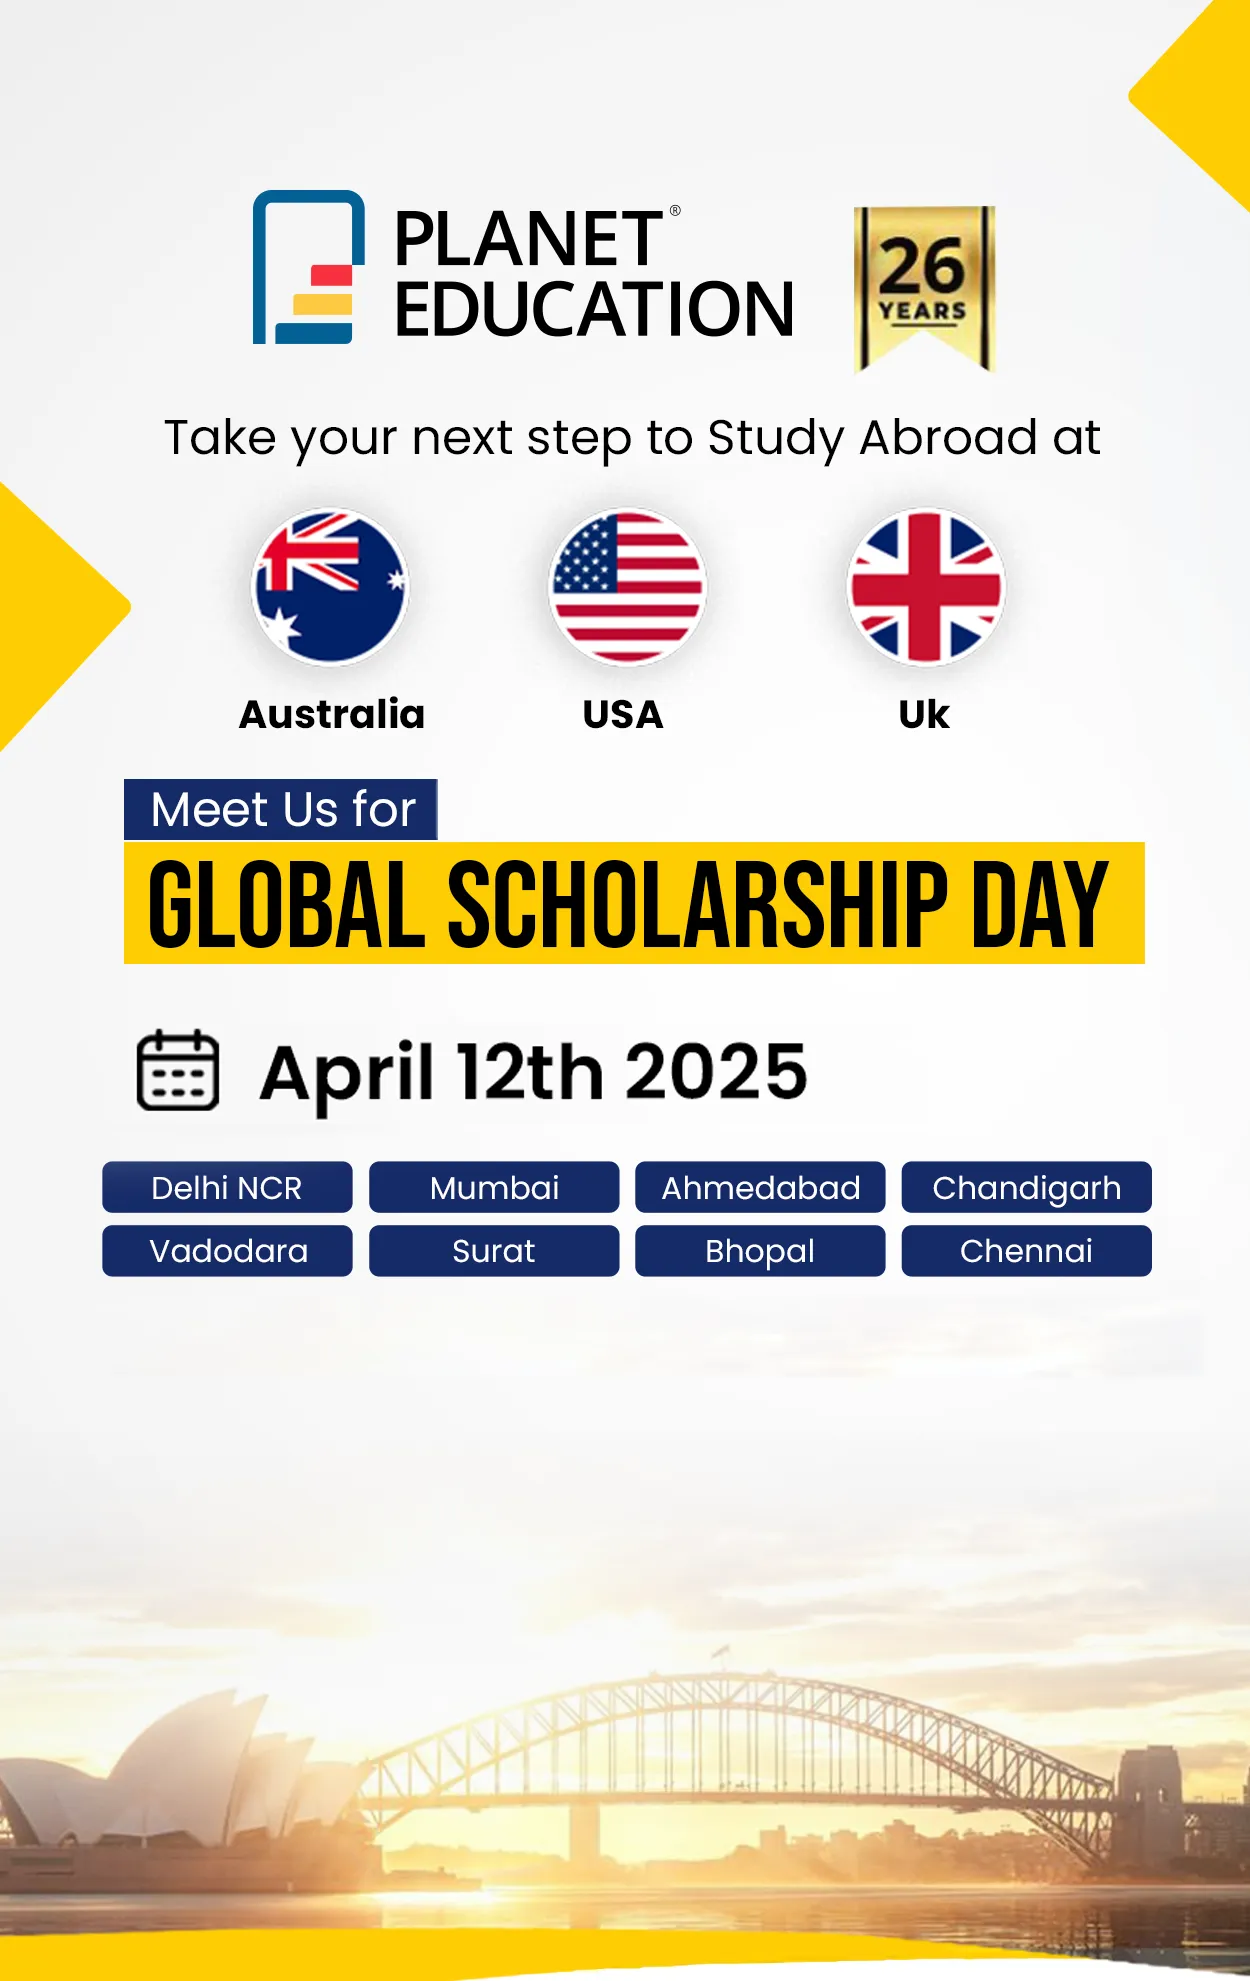 PLANET®
EDUCATION
26
YEARS
Take your next step to Study Abroad at
Australia
USA
Uk
Meet Us for
GLOBAL SCHOLARSHIP DAY
April 12th 2025
Delhi NCR
Mumbai
Ahmedabad
Chandigarh
Vadodara
Surat
Bhopal
Chennai